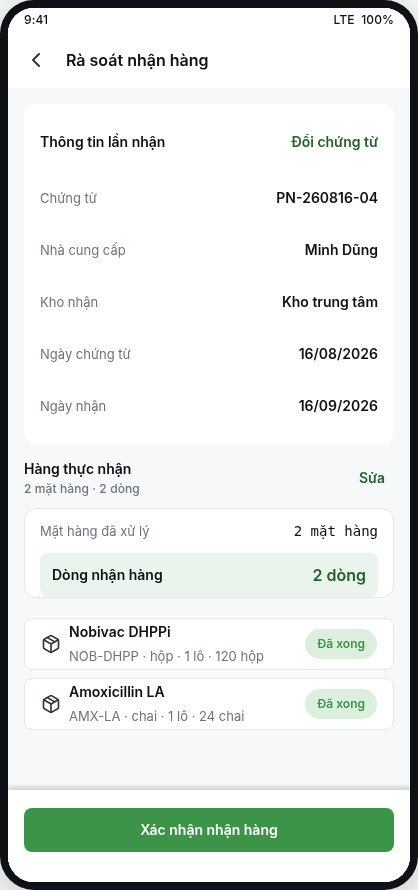 9:41 LTE 100%
Rà soát nhận hàng
Thông tin lần nhận Đổi chứng từ
Chứng từ PN-260816-04
Nhà cung cấp Minh Dũng
Kho nhận Kho trung tâm
Ngày chứng từ 16/08/2026
Ngày nhận 16/09/2026
Hàng thực nhận
2 mặt hàng · 2 dòng
Sửa
Mặt hàng đã xử lý 2 mặt hàng
Dòng nhận hàng 2 dòng
Nobivac DHPPi
NOB-DHPP · hộp · 1 lô · 120 hộp
Đã xong
Amoxicillin LA
AMX-LA · chai · 1 lô · 24 chai
Đã xong
Xác nhận nhận hàng